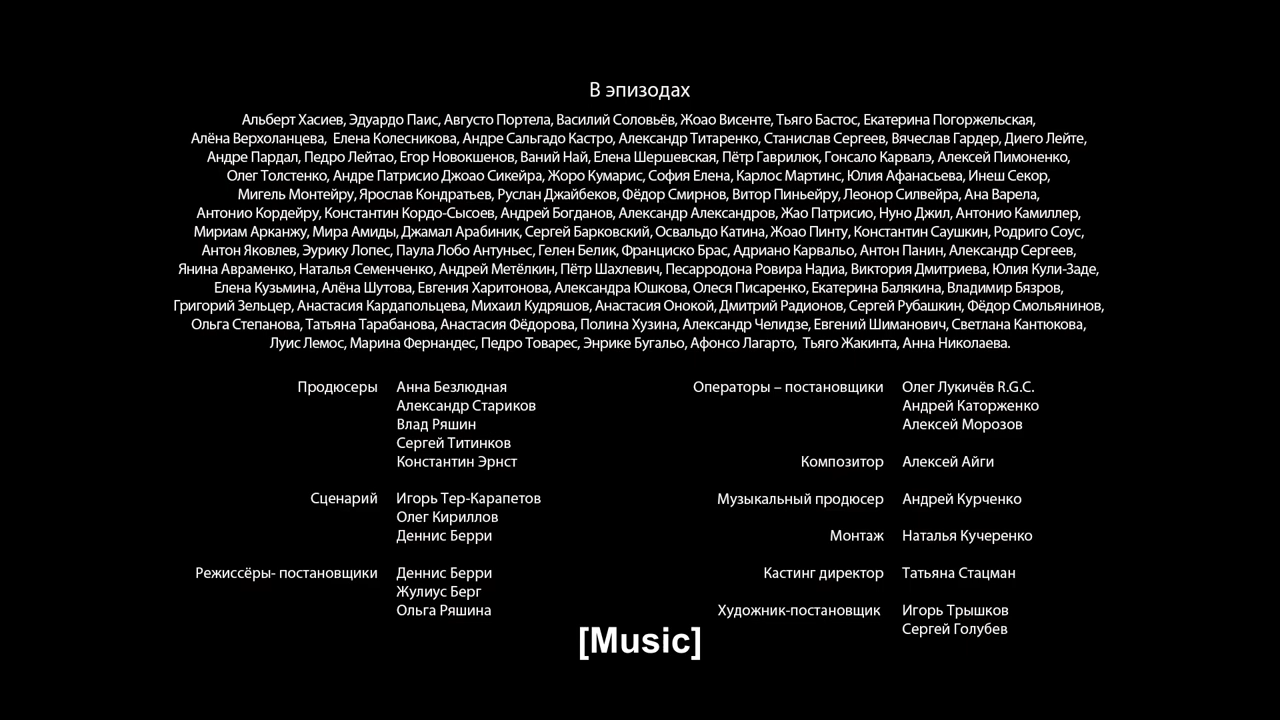 В эпизодах
Альберт Хасиев, Эдуардо Паис, Августо Портела, Василий Соловьёв, Жоао Висенте, Тьяго Бастос, Екатерина Погоржельская,
Алёна Верхоланцева, Елена Колесникова, Андре Сальгадо Кастро, Александр Титаренко, Станислав Сергеев, Вячеслав Гардер, Диего Лейте,
Андре Пардал, Педро Лейтао, Егор Новокшенов, Ваний Най, Елена Шершевская, Пётр Гаврилюк, Гонсало Карвалэ, Алексей Пимоненко,
Олег Толстенко, Андре Патрисио Джоао Сикейра, Жоро Кумарис, София Елена, Карлос Мартинс, Юлия Афанасьева, Инеш Секор,
Мигель Монтейру, Ярослав Кондратьев, Руслан Джайбеков, Фёдор Смирнов, Витор Пиньейру, Леонор Силвейра, Ана Варела,
Антонио Кордейру, Константин Кордо-Сысоев, Андрей Богданов, Александр Александров, Жао Патрисио, Нуно Джил, Антонио Камиллер,
Мириам Арканжу, Мира Амиды, Джамал Арабиник, Сергей Барковский, Освальдо Катина, Жоао Пинту, Константин Саушкин, Родриго Соус,
Антон Яковлев, Эурику Лопес, Паула Лобо Антуньес, Гелен Белик, Франциско Брас, Адриано Карвальо, Антон Панин, Александр Сергеев,
Янина Авраменко, Наталья Семенченко, Андрей Метёлкин, Пётр Шахлевич, Песарродона Ровира Надиа, Виктория Дмитриева, Юлия Кули-Заде,
Елена Кузьмина, Алёна Шутова, Евгения Харитонова, Александра Юшкова, Олеся Писаренко, Екатерина Балякина, Владимир Бязров,
Григорий Зельцер, Анастасия Кардапольцева, Михаил Кудряшов, Анастасия Онокой, Дмитрий Радионов, Сергей Рубашкин, Фёдор Смольянинов,
Ольга Степанова, Татьяна Тарабанова, Анастасия Фёдорова, Полина Хузина, Александр Челидзе, Евгений Шиманович, Светлана Кантюкова,
Луис Лемос, Марина Фернандес, Педро Товарес, Энрике Бугальо, Афонсо Лагарто, Тьяго Жакинта, Анна Николаева.
Продюсеры Анна Безлюдная
Александр Стариков
Влад Ряшин
Сергей Титинков
Константин Эрнст
Сценарий Игорь Тер-Карапетов
Олег Кириллов
Деннис Берри
Режиссёры- постановщики Деннис Берри
Жулиус Берг
Ольга Ряшина
Операторы – постановщики Олег Лукичёв R.G.C.
Андрей Каторженко
Алексей Морозов
Композитор Алексей Айги
Музыкальный продюсер Андрей Курченко
Монтаж Наталья Кучеренко
Кастинг директор Татьяна Стацман
Художник-постановщик Игорь Трышков
Сергей Голубев
[Music]